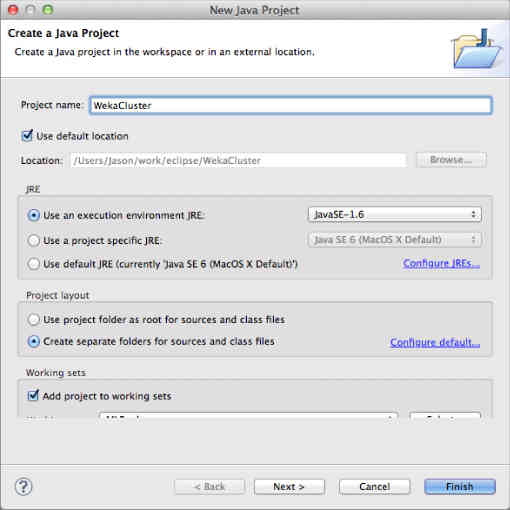 New Java Project
Create a Java Project
Create a Java project in the workspace or in an external location.
Project name: WekaCluster
Use default location
Location: /Users/Jason/work/eclipse/WekaCluster Browse...
JRE
Use an execution environment JRE: JavaSE-1.6
Use a project specific JRE: Java SE 6 (MacOS X Default)
Use default JRE (currently 'Java SE 6 (MacOS X Default)') Configure JREs...
Project layout
Use project folder as root for sources and class files
Create separate folders for sources and class files Configure default...
Working sets
Add project to working sets
? < Back Next > Cancel Finish